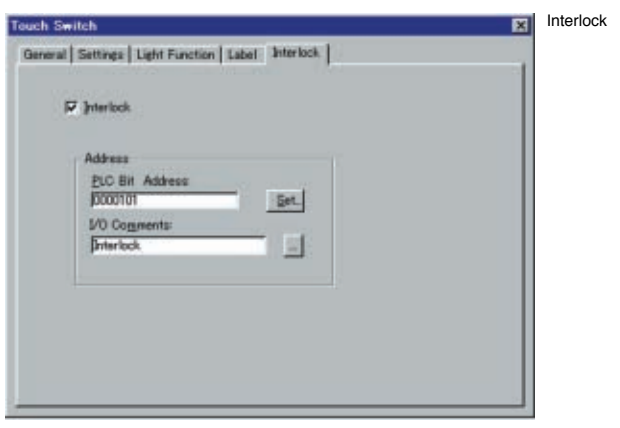 Touch Switch
Interlock
General Settings Light Function Label Interlock
Interlock
Address
PLC Bit Address
0000101
Set..
I/O Comments:
Interlock
...